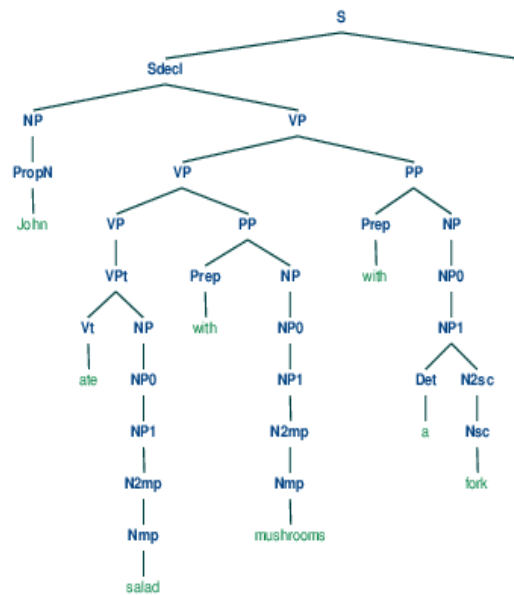 S
Sdecl
NP VP
PropN VP PP
John VP PP Prep NP
VPt Prep NP with NP0
Vt NP with NP0 NP1
ate NP0 NP1 Det N2sc
NP1 N2mp a Nsc
N2mp Nmp fork
Nmp mushrooms
salad